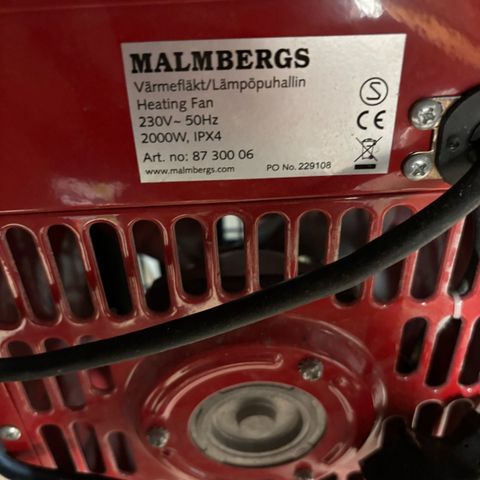 MALMBERGS
Värmefläkt/Lämpöpuhallin
Heating Fan
230V~ 50Hz
2000W, IPX4
Art. no: 87 300 06
www.malmbergs.com PO No. 229108
S
CE